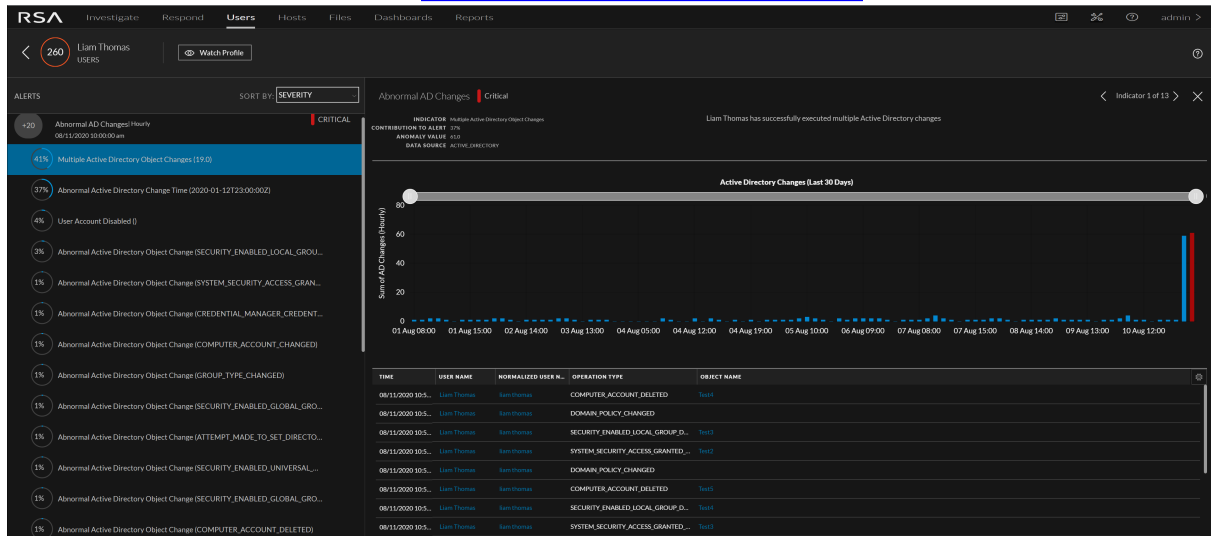 RSA Investigate Respond Users Hosts Files Dashboards Reports admin >
260 Liam Thomas
USERS
Watch Profile
ALERTS SORT BY: SEVERITY
+20 Abnormal AD Changes| Hourly CRITICAL
08/11/2020 10:00:00 am
41% Multiple Active Directory Object Changes (19.0)
37% Abnormal Active Directory Change Time (2020-01-12T23:00:00Z)
4% User Account Disabled ()
3% Abnormal Active Directory Object Change (SECURITY_ENABLED_LOCAL_GROU...
1% Abnormal Active Directory Object Change (SYSTEM_SECURITY_ACCESS_GRAN...
1% Abnormal Active Directory Object Change (CREDENTIAL_MANAGER_CREDENT...
1% Abnormal Active Directory Object Change (COMPUTER_ACCOUNT_CHANGED)
1% Abnormal Active Directory Object Change (GROUP_TYPE_CHANGED)
1% Abnormal Active Directory Object Change (SECURITY_ENABLED_GLOBAL_GRO...
1% Abnormal Active Directory Object Change (ATTEMPT_MADE_TO_SET_DIRECTO...
1% Abnormal Active Directory Object Change (SECURITY_ENABLED_UNIVERSAL_...
1% Abnormal Active Directory Object Change (SECURITY_ENABLED_GLOBAL_GRO...
1% Abnormal Active Directory Object Change (COMPUTER_ACCOUNT_DELETED)
Abnormal AD Changes Critical Indicator 1 of 13
INDICATOR Multiple Active Directory Object Changes
CONTRIBUTION TO ALERT 37%
ANOMALY VALUE 61.0
DATA SOURCE ACTIVE_DIRECTORY
Liam Thomas has successfully executed multiple Active Directory changes
Active Directory Changes (Last 30 Days)
Sum of AD Changes (Hourly)
80
60
40
20
0
01 Aug 08:00 01 Aug 15:00 02 Aug 14:00 03 Aug 13:00 04 Aug 05:00 04 Aug 12:00 04 Aug 19:00 05 Aug 10:00 06 Aug 09:00 07 Aug 08:00 07 Aug 15:00 08 Aug 14:00 09 Aug 13:00 10 Aug 12:00
TIME USER NAME NORMALIZED USER N... OPERATION TYPE OBJECT NAME
08/11/2020 10:5... Liam Thomas liam thomas COMPUTER_ACCOUNT_DELETED Test4
08/11/2020 10:5... Liam Thomas liam thomas DOMAIN_POLICY_CHANGED
08/11/2020 10:5... Liam Thomas liam thomas SECURITY_ENABLED_LOCAL_GROUP_D... Test3
08/11/2020 10:5... Liam Thomas liam thomas SYSTEM_SECURITY_ACCESS_GRANTED_... Test2
08/11/2020 10:5... Liam Thomas liam thomas DOMAIN_POLICY_CHANGED
08/11/2020 10:5... Liam Thomas liam thomas COMPUTER_ACCOUNT_DELETED Test5
08/11/2020 10:5... Liam Thomas liam thomas SECURITY_ENABLED_LOCAL_GROUP_D... Test4
08/11/2020 10:5... Liam Thomas liam thomas SYSTEM_SECURITY_ACCESS_GRANTED_... Test3